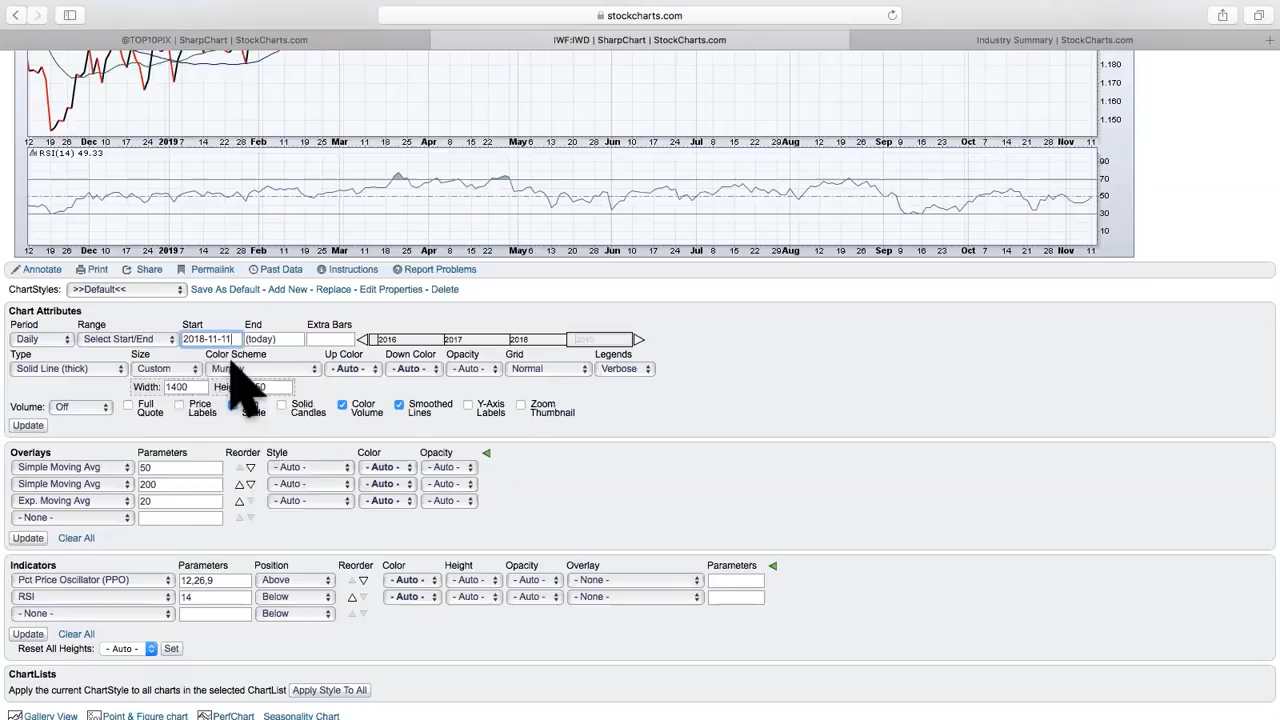 stockcharts.com
@TOP10PIX | SharpChart | StockCharts.com
IWF:IWD | SharpChart | StockCharts.com
Industry Summary | StockCharts.com
1.180
1.170
1.160
1.150
12 19 26 Dec 10 17 24 2019 7 14 22 Feb 11 19 25 Mar 11 18 25 Apr 8 15 22 May 6 13 20 28 Jun 10 17 24 Jul 8 15 22 Aug 12 19 26 Sep 9 16 23 Oct 7 14 21 28 Nov 11
RSI(14) 49.33
90
70
50
30
10
12 19 26 Dec 10 17 24 2019 7 14 22 Feb 11 19 25 Mar 11 18 25 Apr 8 15 22 May 6 13 20 28 Jun 10 17 24 Jul 8 15 22 Aug 12 19 26 Sep 9 16 23 Oct 7 14 21 28 Nov 11
Annotate Print Share Permalink Past Data Instructions Report Problems
ChartStyles: >>Default<< Save As Default - Add New - Replace - Edit Properties - Delete
Chart Attributes
Period Range Start End Extra Bars
Daily Select Start/End 2018-11-11 (today) 2016 2017 2018 2019
Type Size Color Scheme Up Color Down Color Opacity Grid Legends
Solid Line (thick) Custom - Auto - - Auto - - Auto - Normal Verbose
Width: 1400
Volume: Off Full Quote Price Labels Solid Candles Color Volume Smoothed Lines Y-Axis Labels Zoom Thumbnail
Update
Overlays Parameters Reorder Style Color Opacity
Simple Moving Avg 50 - Auto - - Auto - - Auto -
Simple Moving Avg 200 - Auto - - Auto - - Auto -
Exp. Moving Avg 20 - Auto - - Auto - - Auto -
- None -
Update Clear All
Indicators Parameters Position Reorder Color Height Opacity Overlay Parameters
Pct Price Oscillator (PPO) 12,26,9 Above - Auto - - Auto - - Auto - - None -
RSI 14 Below - Auto - - Auto - - Auto - - None -
- None - Below
Update Clear All
Reset All Heights: - Auto - Set
ChartLists
Apply the current ChartStyle to all charts in the selected ChartList Apply Style To All
Gallery View Point & Figure chart PerfChart Seasonality Chart